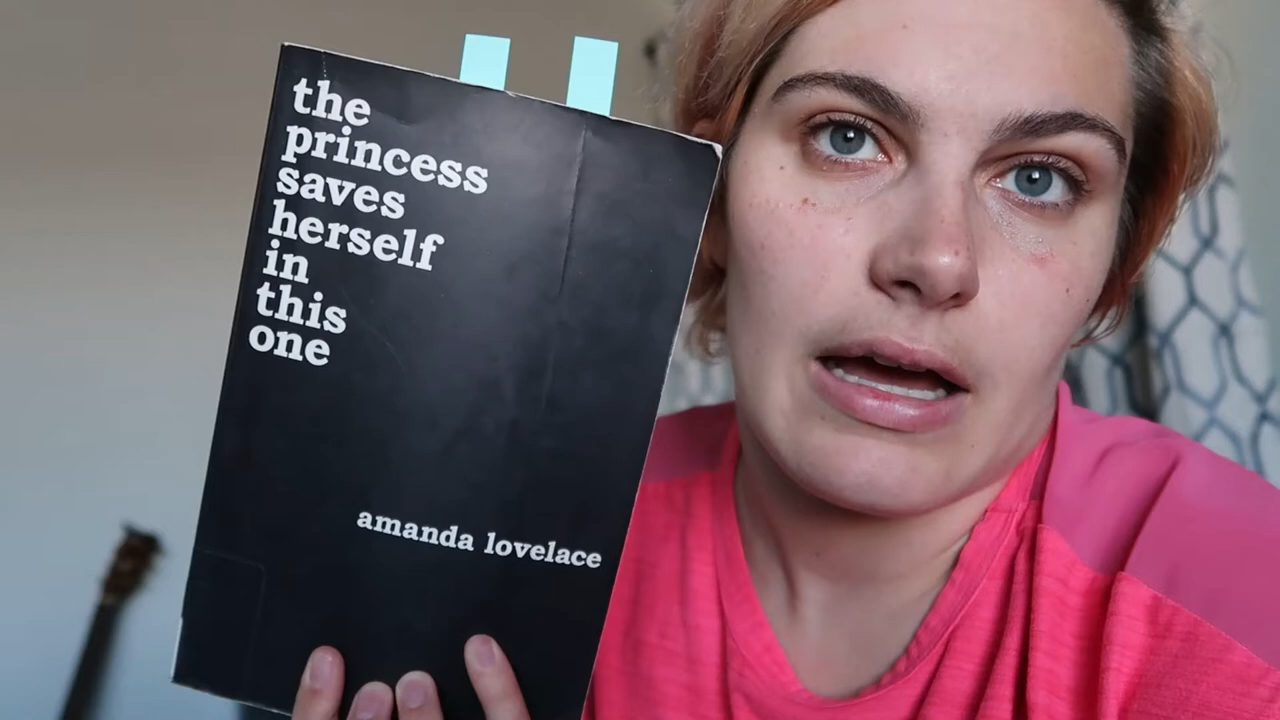 the
princess
saves
herself
in
this
one
amanda lovelace